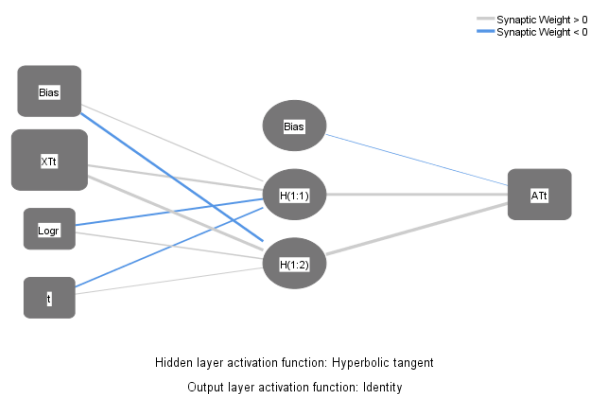 Synaptic Weight > 0
Synaptic Weight < 0
Bias
XTt
Logr
t
Bias
H(1:1)
H(1:2)
ATt
Hidden layer activation function: Hyperbolic tangent
Output layer activation function: Identity